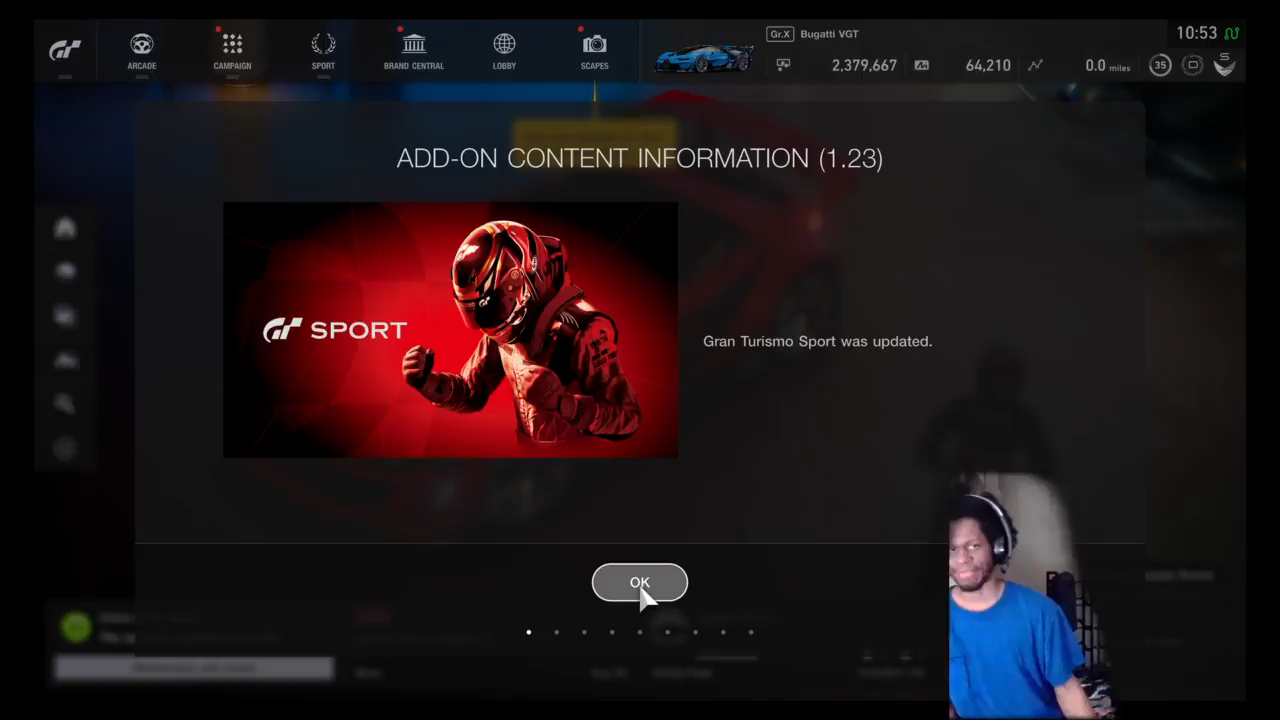 Gr.X Bugatti VGT
10:53
ARCADE CAMPAIGN SPORT BRAND CENTRAL LOBBY SCAPES
2,379,667 64,210 0.0 miles 35 S
ADD-ON CONTENT INFORMATION (1.23)
GT SPORT
Gran Turismo Sport was updated.
OK